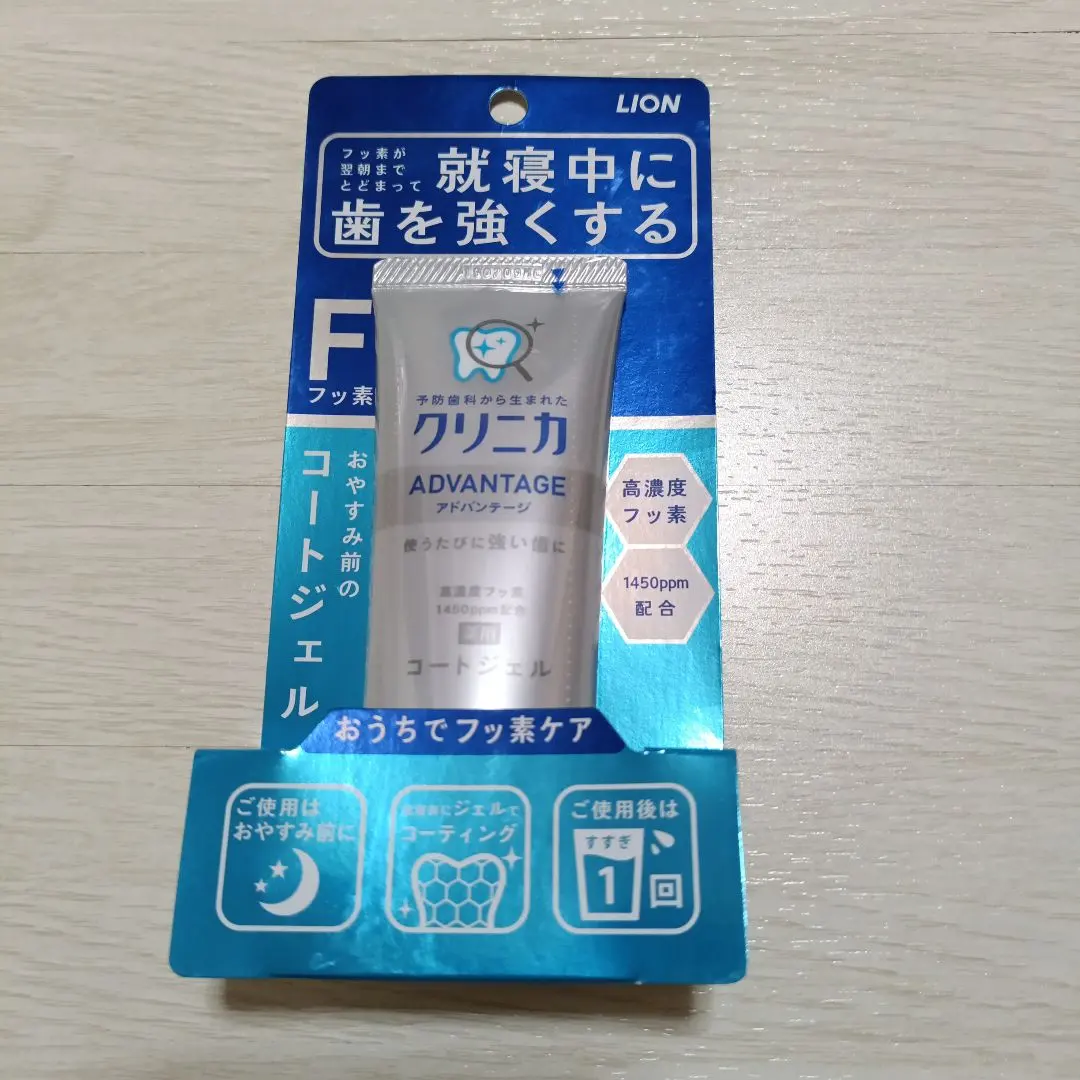 LION
フッ素が
翌朝まで
とどまって
就寝中に
歯を強くする
F
フッ素
おやすみ前の
コートジェル
予防歯科から生まれた
クリニカ
ADVANTAGE
アドバンテージ
使うたびに強い歯に
高濃度フッ素
1450ppm配合
薬用
コートジェル
高濃度
フッ素
1450ppm
配合
おうちでフッ素ケア
ご使用は
おやすみ前に
ジェルで
コーティング
ご使用後は
すすぎ
1
回